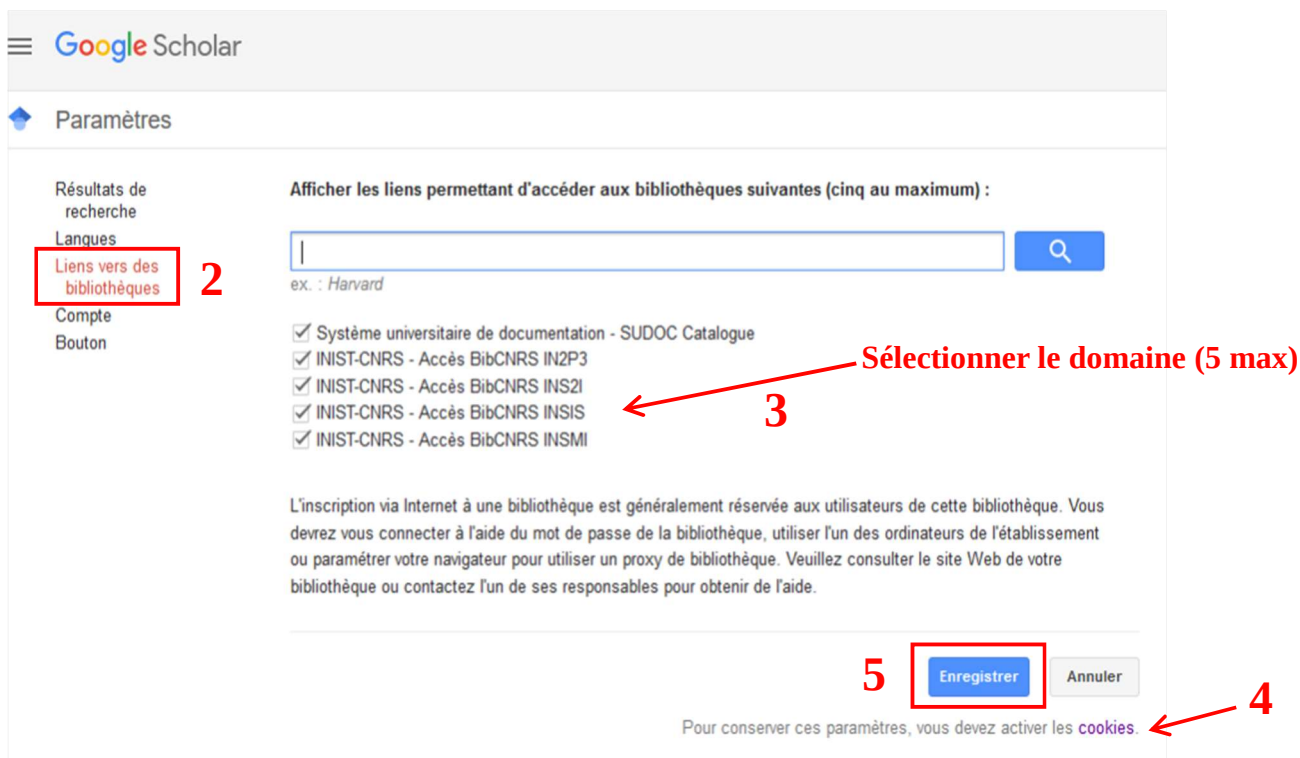 Google Scholar
Paramètres
Résultats de
recherche
Langues
Liens vers des
bibliothèques
2
Compte
Bouton
Afficher les liens permettant d'accéder aux bibliothèques suivantes (cinq au maximum) :
ex. : Harvard
Système universitaire de documentation - SUDOC Catalogue
INIST-CNRS - Accès BibCNRS IN2P3
INIST-CNRS - Accès BibCNRS INS2I
INIST-CNRS - Accès BibCNRS INSIS
INIST-CNRS - Accès BibCNRS INSMI
Sélectionner le domaine (5 max)
3
L'inscription via Internet à une bibliothèque est généralement réservée aux utilisateurs de cette bibliothèque. Vous
devrez vous connecter à l'aide du mot de passe de la bibliothèque, utiliser l'un des ordinateurs de l'établissement
ou paramétrer votre navigateur pour utiliser un proxy de bibliothèque. Veuillez consulter le site Web de votre
bibliothèque ou contactez l'un de ses responsables pour obtenir de l'aide.
5
Enregistrer
Annuler
4
Pour conserver ces paramètres, vous devez activer les cookies.